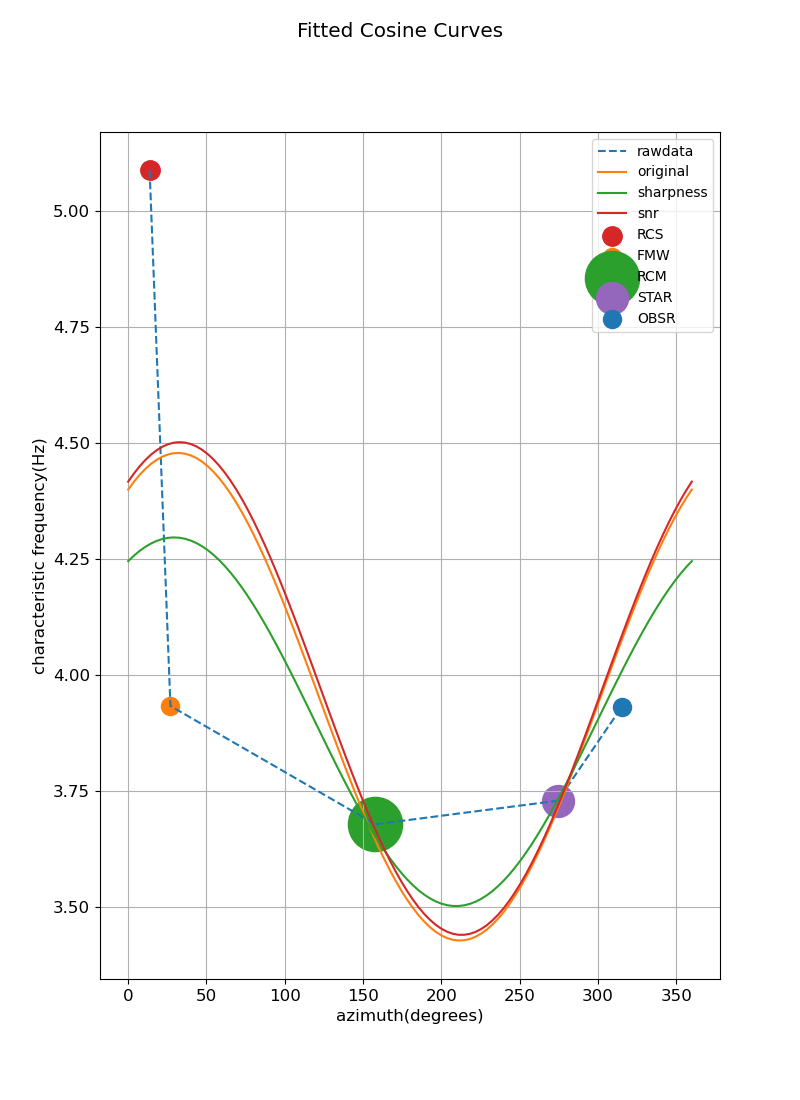 Fitted Cosine Curves
rawdata
original
sharpness
snr
RCS
FMW
RCM
STAR
OBSR
characteristic frequency(Hz)
5.00
4.75
4.50
4.25
4.00
3.75
3.50
0 50 100 150 200 250 300 350
azimuth(degrees)